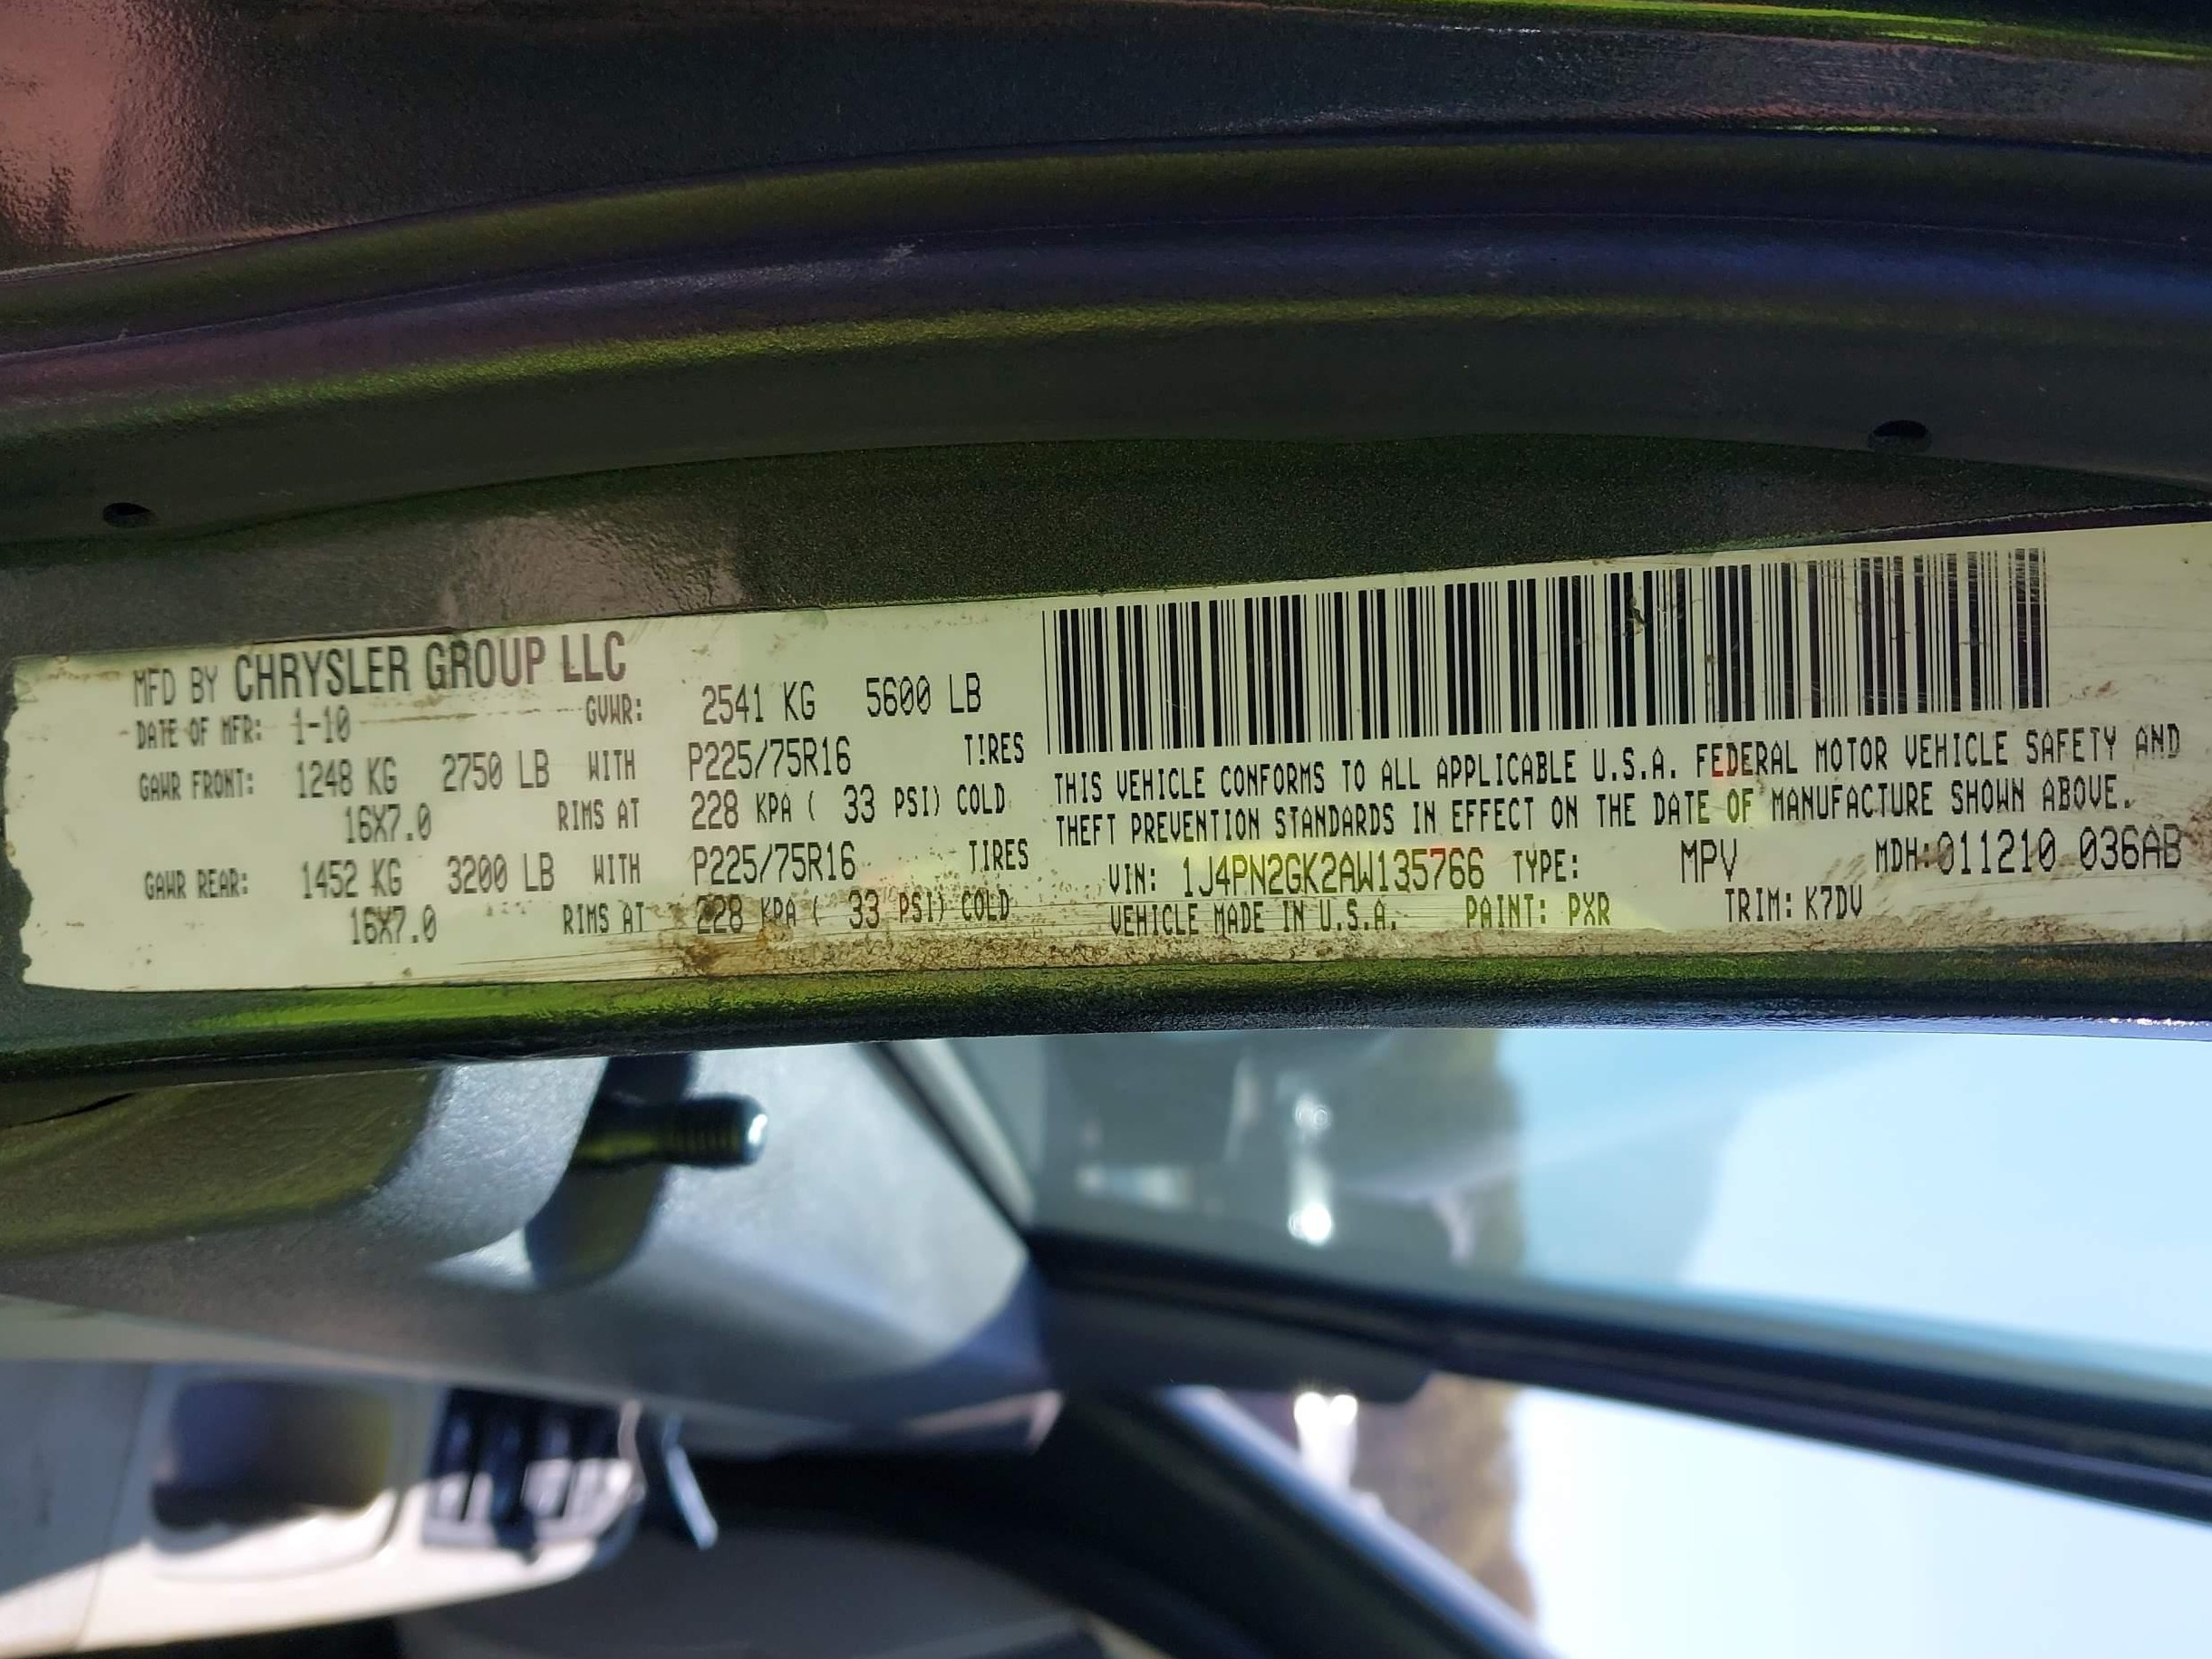 MFD BY CHRYSLER GROUP LLC
DATE OF MFR: 1-10 GVWR: 2541 KG 5600 LB
GAWR FRONT: 1248 KG 2750 LB WITH P225/75R16 TIRES
16X7.0 RIMS AT 228 KPA ( 33 PSI) COLD
GAWR REAR: 1452 KG 3200 LB WITH P225/75R16 TIRES
16X7.0 RIMS AT 228 KPA ( 33 PSI) COLD
THIS VEHICLE CONFORMS TO ALL APPLICABLE U.S.A. FEDERAL MOTOR VEHICLE SAFETY AND
THEFT PREVENTION STANDARDS IN EFFECT ON THE DATE OF MANUFACTURE SHOWN ABOVE.
VIN: 1J4PN2GK2AW135766 TYPE: MPV MDH:011210 036AB
VEHICLE MADE IN U.S.A. PAINT: PXR TRIM: K7DV